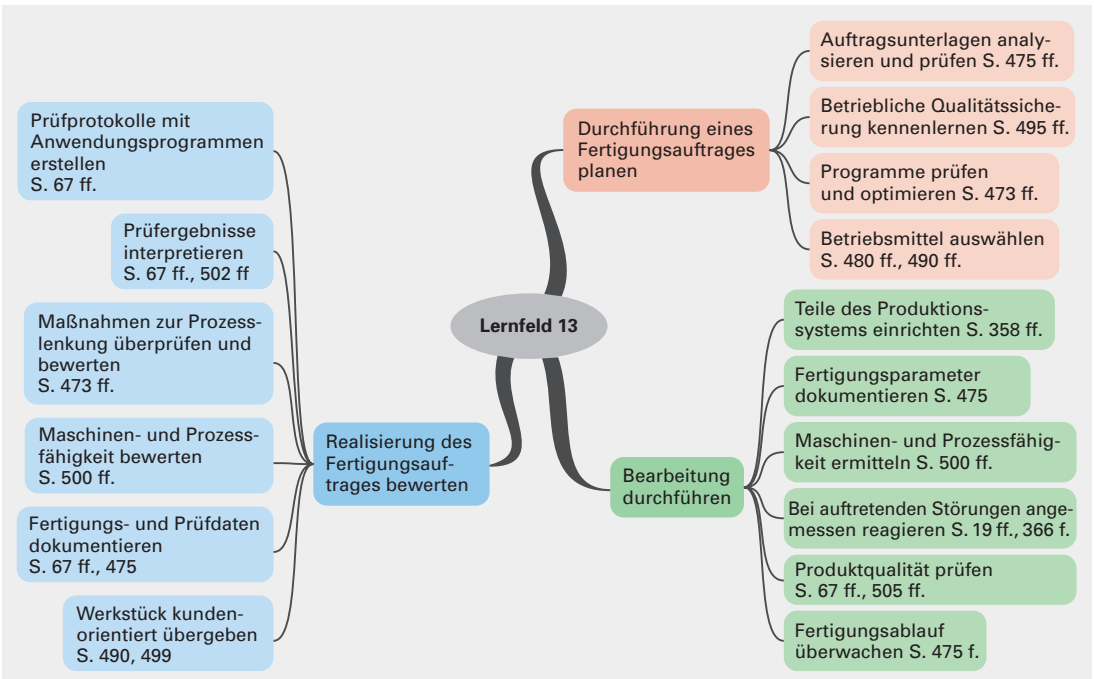 Lernfeld 13
Durchführung eines
Fertigungsauftrages
planen
Auftragsunterlagen analy-
sieren und prüfen S. 475 ff.
Betriebliche Qualitätssiche-
rung kennenlernen S. 495 ff.
Programme prüfen
und optimieren S. 473 ff.
Betriebsmittel auswählen
S. 480 ff., 490 ff.
Bearbeitung
durchführen
Teile des Produktions-
systems einrichten S. 358 ff.
Fertigungsparameter
dokumentieren S. 475
Maschinen- und Prozessfähig-
keit ermitteln S. 500 ff.
Bei auftretenden Störungen ange-
messen reagieren S. 19 ff., 366 f.
Produktqualität prüfen
S. 67 ff., 505 ff.
Fertigungsablauf
überwachen S. 475 f.
Realisierung des
Fertigungsauf-
trages bewerten
Prüfprotokolle mit
Anwendungsprogrammen
erstellen
S. 67 ff.
Prüfergebnisse
interpretieren
S. 67 ff., 502 ff
Maßnahmen zur Prozess-
lenkung überprüfen und
bewerten
S. 473 ff.
Maschinen- und Prozess-
fähigkeit bewerten
S. 500 ff.
Fertigungs- und Prüfdaten
dokumentieren
S. 67 ff., 475
Werkstück kunden-
orientiert übergeben
S. 490, 499